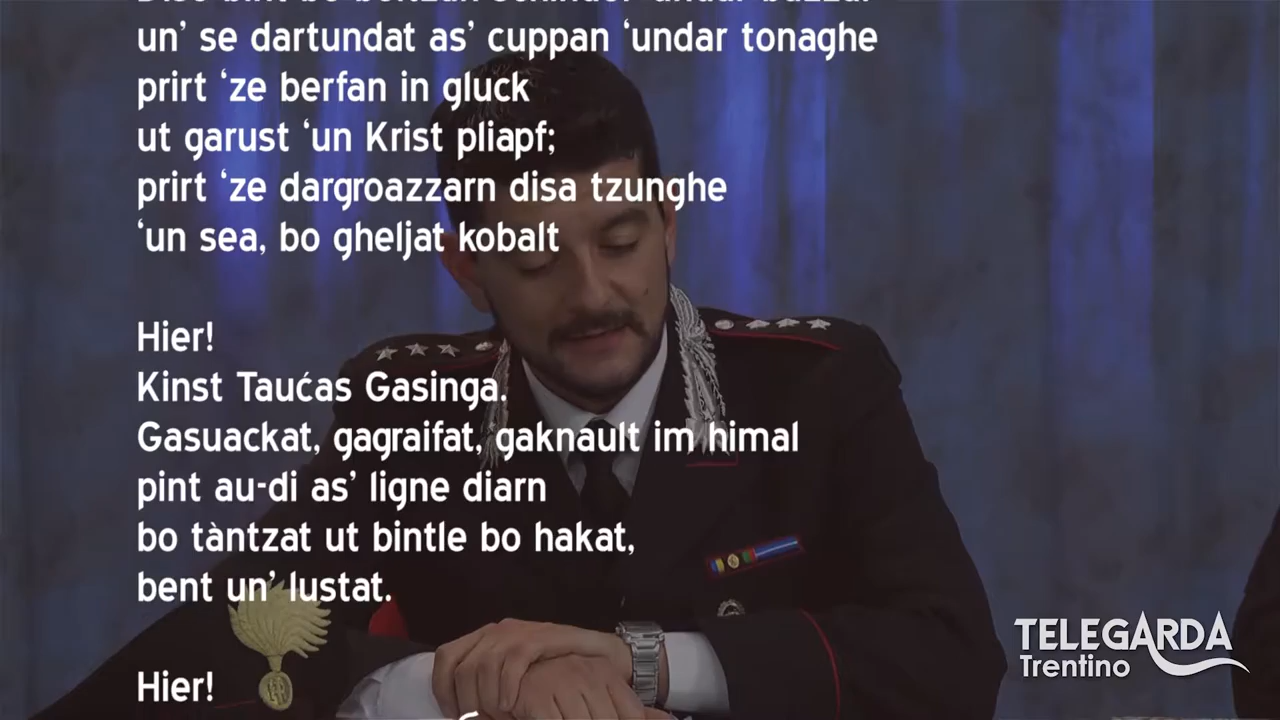 un’ se dartundat as’ cuppan ‘undar tonaghe
prirt ‘ze berfan in gluck
ut garust ‘un Krist pliapf;
prirt ‘ze dargroazzarn disa tzunghe
‘un sea, bo gheljat kobalt
Hier!
Kinst Taućas Gasinga.
Gasuackat, gagraifat, gaknault im himal
pint au-di as’ ligne diarn
bo tàntzat ut bintle bo hakat,
bent un’ lustat.
Hier!
TELEGARDA
Trentino